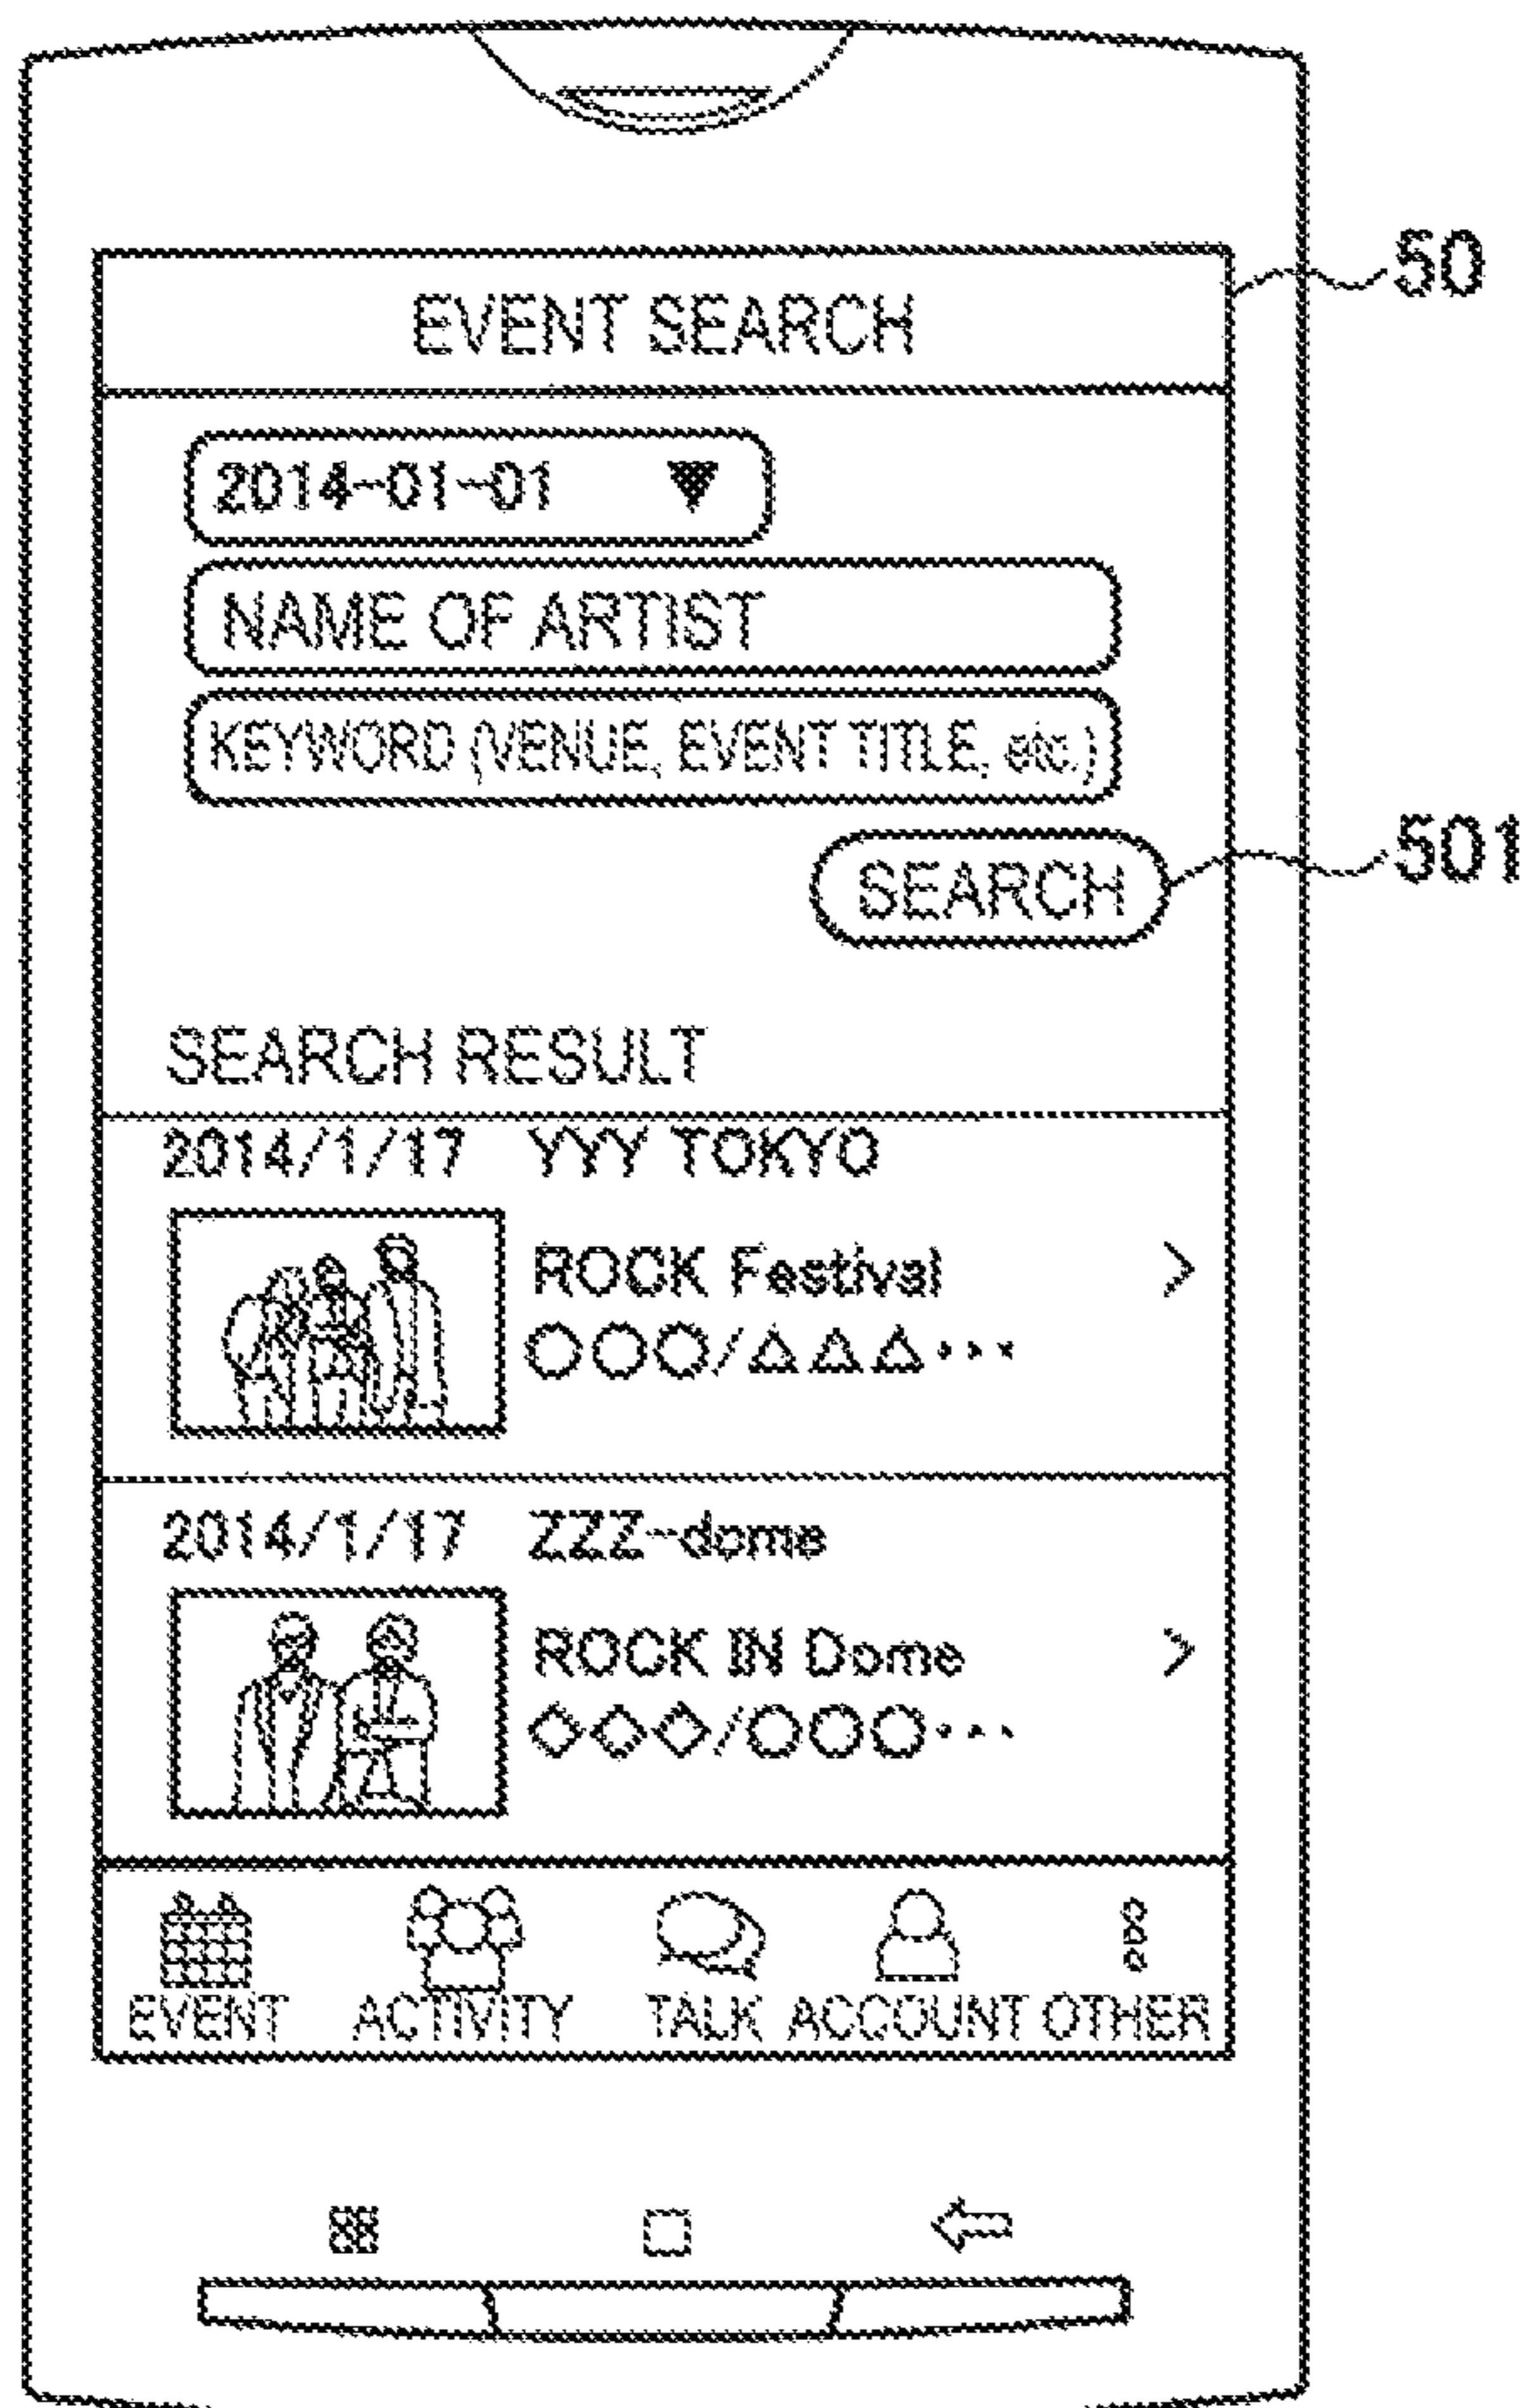 50
EVENT SEARCH
2014-01-01 ▼
NAME OF ARTIST
KEYWORD (VENUE, EVENT TITLE, etc.)
SEARCH
501
SEARCH RESULT
2014/1/17 YYY TOKYO
ROCK Festival >
○○○/△△△···
2014/1/17 ZZZ-dome
ROCK IN Dome >
◇◇◇/○○○···
EVENT ACTIVITY TALK ACCOUNT OTHER